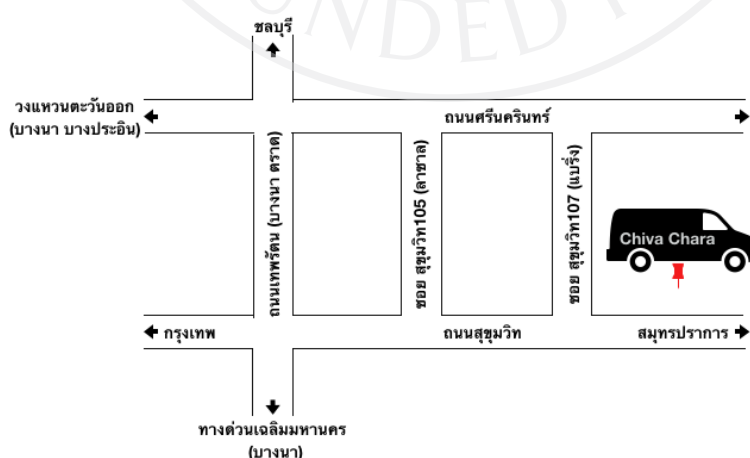 UNDED
ชลบุรี
วงแหวนตะวันออก
(บางนา บางประอิน)
ถนนศรีนครินทร์
ถนนเทพรัตน (บางนา ตราด)
ซอย สุขุมวิท105 (ลาซาล)
ซอย สุขุมวิท107 (แบริ่ง)
Chiva Chara
กรุงเทพ
ถนนสุขุมวิท
สมุทรปราการ
ทางด่วนเฉลิมมหานคร
(บางนา)